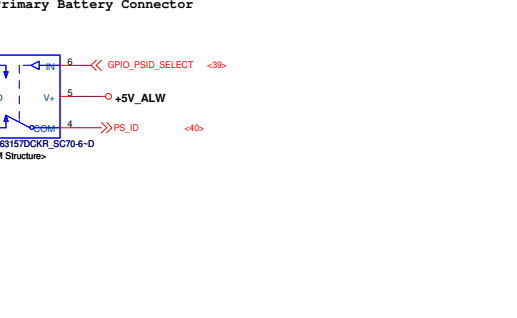 rimary Battery Connector
IN 6 GPIO_PSID_SELECT <39>
V+ 5 +5V_ALW
COM 4 PS_ID <40>
63157DCKR_SC70-6~D
Structure>